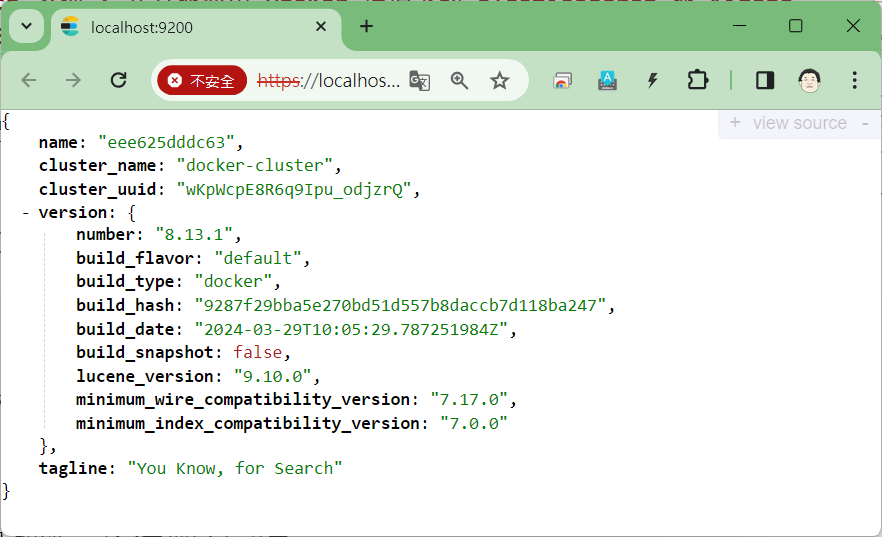 localhost:9200
不安全 https://localhos...
+ view source -
{
name: "eee625dddc63",
cluster_name: "docker-cluster",
cluster_uuid: "wKpWcpE8R6q9Ipu_odjzrQ",
- version: {
number: "8.13.1",
build_flavor: "default",
build_type: "docker",
build_hash: "9287f29bba5e270bd51d557b8daccb7d118ba247",
build_date: "2024-03-29T10:05:29.787251984Z",
build_snapshot: false,
lucene_version: "9.10.0",
minimum_wire_compatibility_version: "7.17.0",
minimum_index_compatibility_version: "7.0.0"
},
tagline: "You Know, for Search"
}